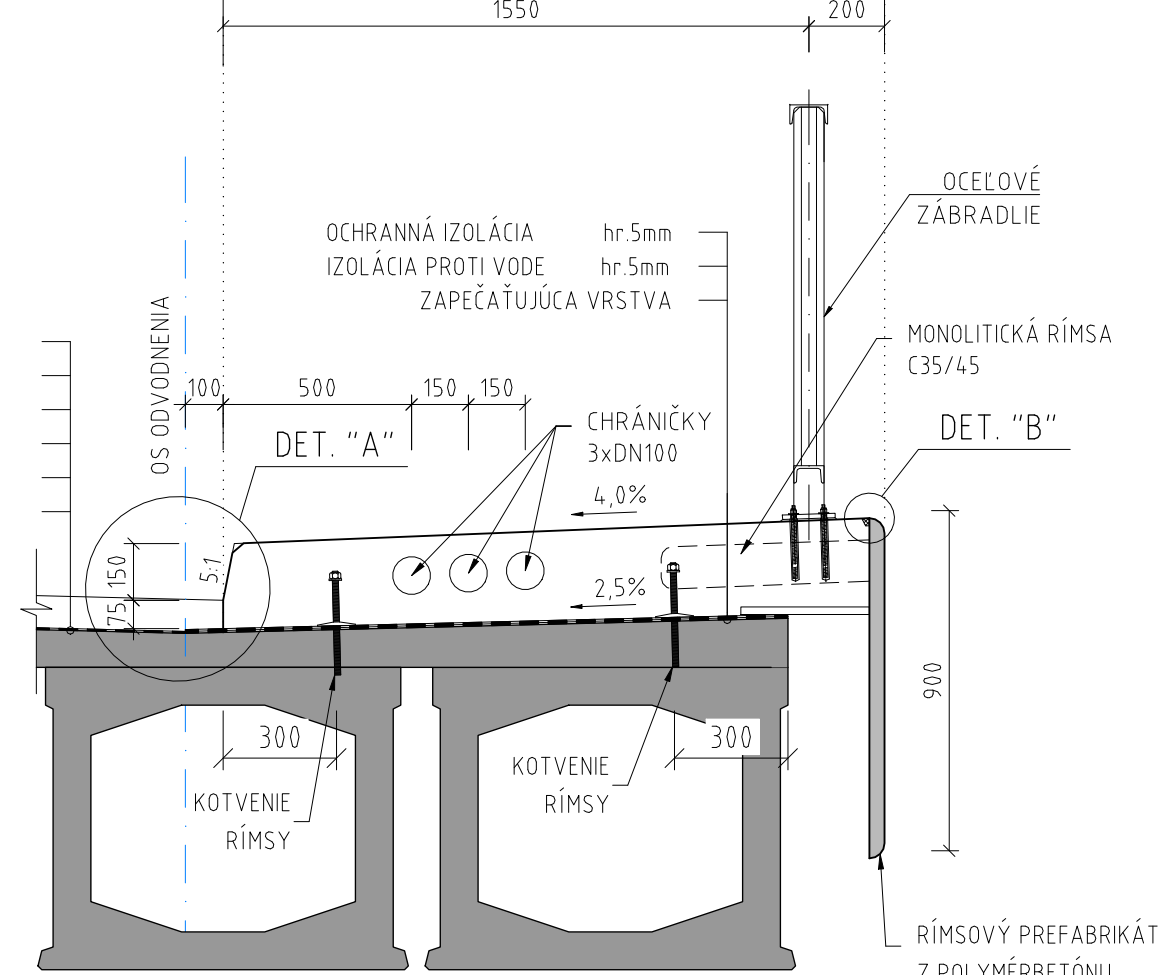 1550
200
OCEĽOVÉ
ZÁBRADLIE
OCHRANNÁ IZOLÁCIA hr.5mm
IZOLÁCIA PROTI VODE hr.5mm
ZAPEČAŤUJÚCA VRSTVA
OS ODVODNENIA
MONOLITICKÁ RÍMSA
C35/45
100
500
150
150
CHRÁNIČKY
3xDN100
DET. "A"
DET. "B"
4,0%
150
5:1
75
2,5%
900
300
300
KOTVENIE
RÍMSY
KOTVENIE
RÍMSY
RÍMSOVÝ PREFABRIKÁT
Z POLYMÉRBETÓNU